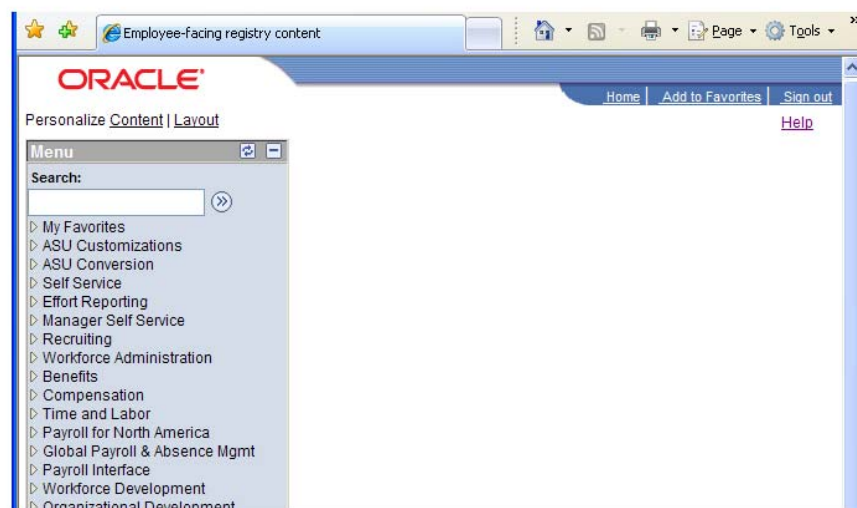 Employee-facing registry content
Page Tools
ORACLE
Home | Add to Favorites | Sign out
Personalize Content | Layout
Help
Menu
Search:
My Favorites
ASU Customizations
ASU Conversion
Self Service
Effort Reporting
Manager Self Service
Recruiting
Workforce Administration
Benefits
Compensation
Time and Labor
Payroll for North America
Global Payroll & Absence Mgmt
Payroll Interface
Workforce Development
Organizational Development